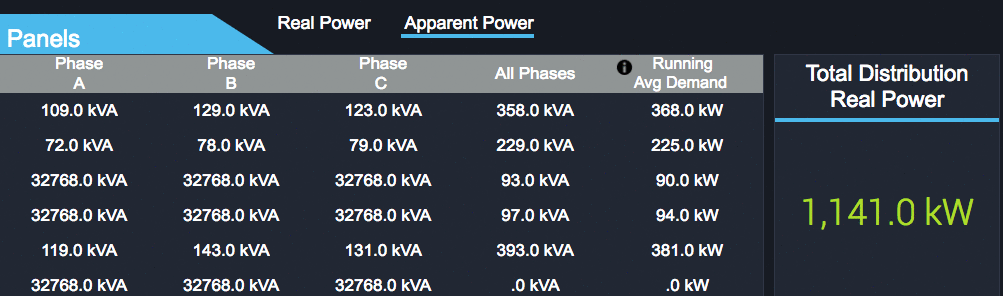 Real Power Apparent Power
Panels
Phase A Phase B Phase C All Phases Running Avg Demand
109.0 kVA 129.0 kVA 123.0 kVA 358.0 kVA 368.0 kW
72.0 kVA 78.0 kVA 79.0 kVA 229.0 kVA 225.0 kW
32768.0 kVA 32768.0 kVA 32768.0 kVA 93.0 kVA 90.0 kW
32768.0 kVA 32768.0 kVA 32768.0 kVA 97.0 kVA 94.0 kW
119.0 kVA 143.0 kVA 131.0 kVA 393.0 kVA 381.0 kW
32768.0 kVA 32768.0 kVA 32768.0 kVA .0 kVA .0 kW
Total Distribution
Real Power
1,141.0 kW